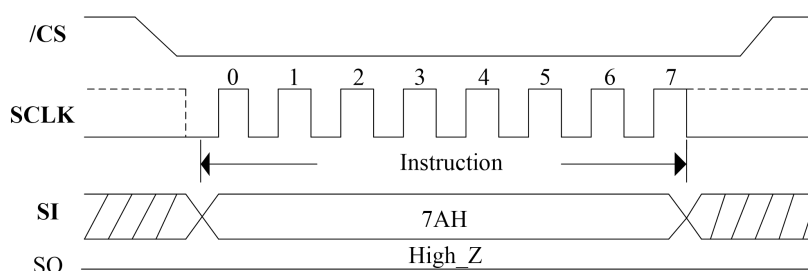 /CS
0 1 2 3 4 5 6 7
SCLK
Instruction
SI
7AH
High_Z
SO